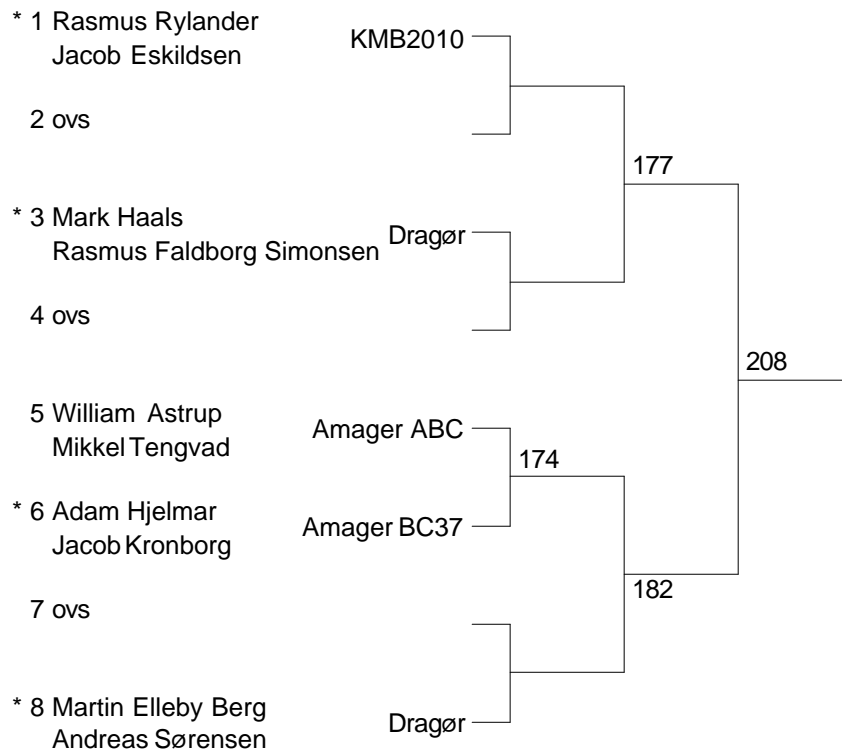 * 1 Rasmus Rylander KMB2010
Jacob Eskildsen
2 ovs
177
* 3 Mark Haals Dragør
Rasmus Faldborg Simonsen
4 ovs
208
5 William Astrup Amager ABC
Mikkel Tengvad
174
* 6 Adam Hjelmar Amager BC37
Jacob Kronborg
182
7 ovs
* 8 Martin Elleby Berg Dragør
Andreas Sørensen